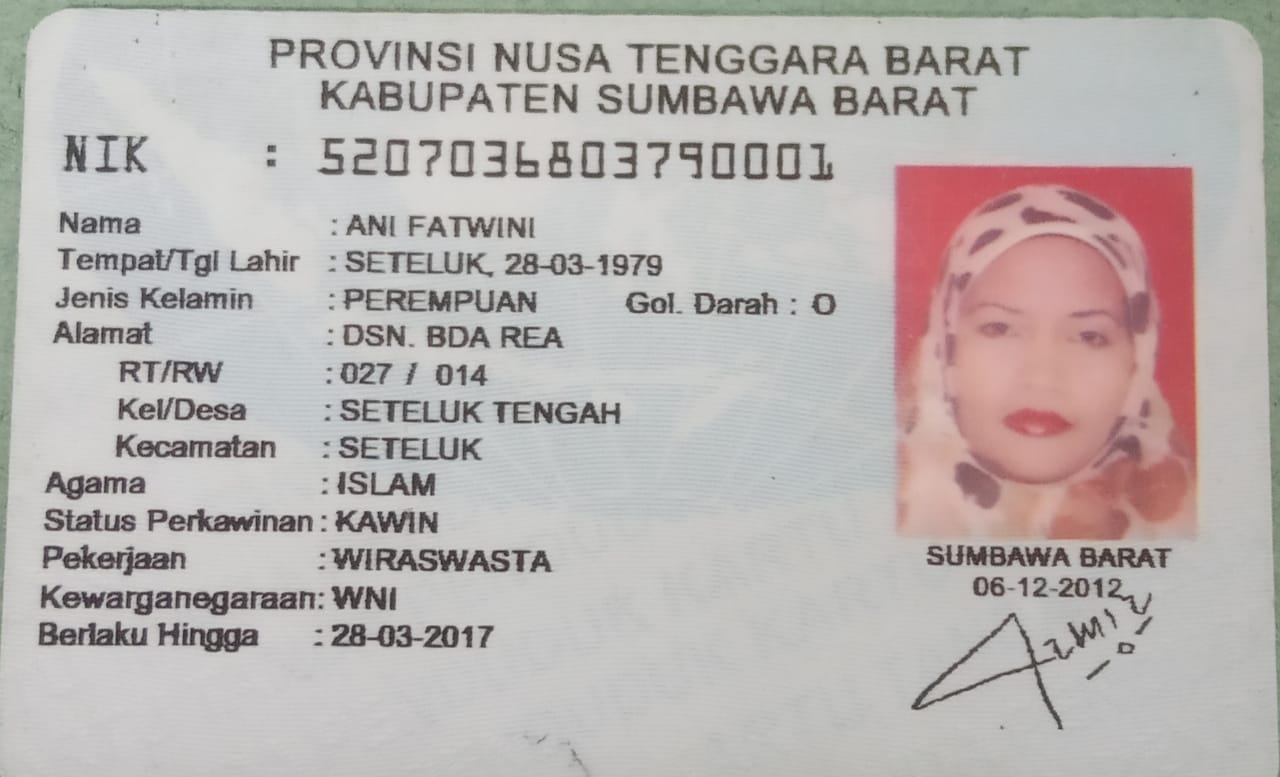 PROVINSI NUSA TENGGARA BARAT
KABUPATEN SUMBAWA BARAT
NIK : 5207036803790001
Nama : ANI FATWINI
Tempat/Tgl Lahir : SETELUK, 28-03-1979
Jenis Kelamin : PEREMPUAN Gol. Darah : O
Alamat : DSN. BDA REA
RT/RW : 027 / 014
Kel/Desa : SETELUK TENGAH
Kecamatan : SETELUK
Agama : ISLAM
Status Perkawinan : KAWIN
Pekerjaan : WIRASWASTA
Kewarganegaraan : WNI
Berlaku Hingga : 28-03-2017
SUMBAWA BARAT
06-12-2012